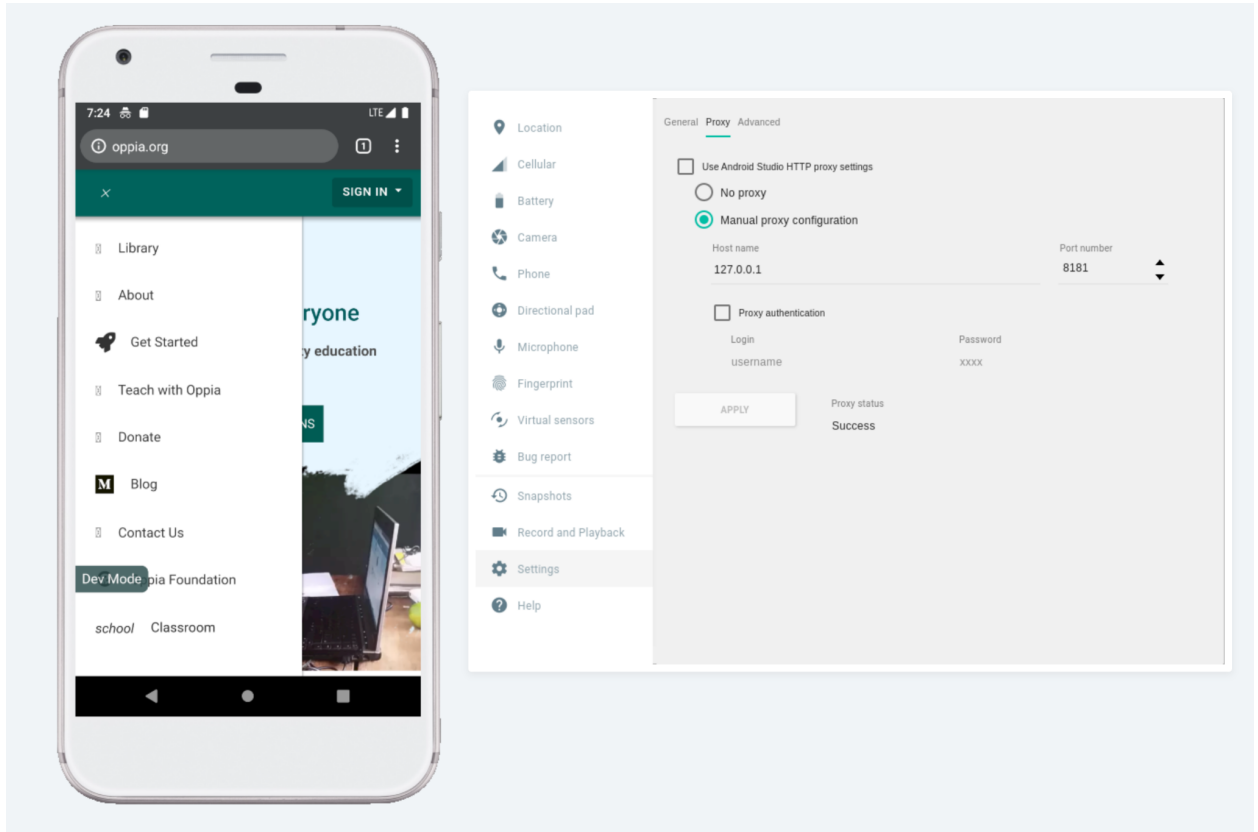 7:24
LTE
oppia.org
1
×
SIGN IN
Library
About
Get Started
Teach with Oppia
Donate
M Blog
Contact Us
Dev Mode pia Foundation
school Classroom
ryone
y education
NS
Location
Cellular
Battery
Camera
Phone
Directional pad
Microphone
Fingerprint
Virtual sensors
Bug report
Snapshots
Record and Playback
Settings
Help
General Proxy Advanced
Use Android Studio HTTP proxy settings
No proxy
Manual proxy configuration
Host name Port number
127.0.0.1 8181
Proxy authentication
Login Password
username xxxx
APPLY Proxy status
Success